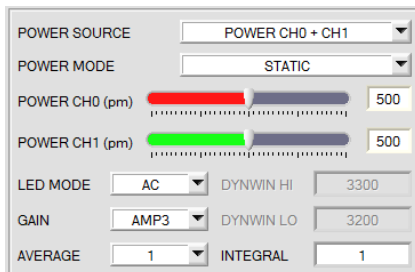 POWER SOURCE POWER CH0 + CH1
POWER MODE STATIC
POWER CH0 (pm) 500
POWER CH1 (pm) 500
LED MODE AC DYNWIN HI 3300
GAIN AMP3 DYNWIN LO 3200
AVERAGE 1 INTEGRAL 1